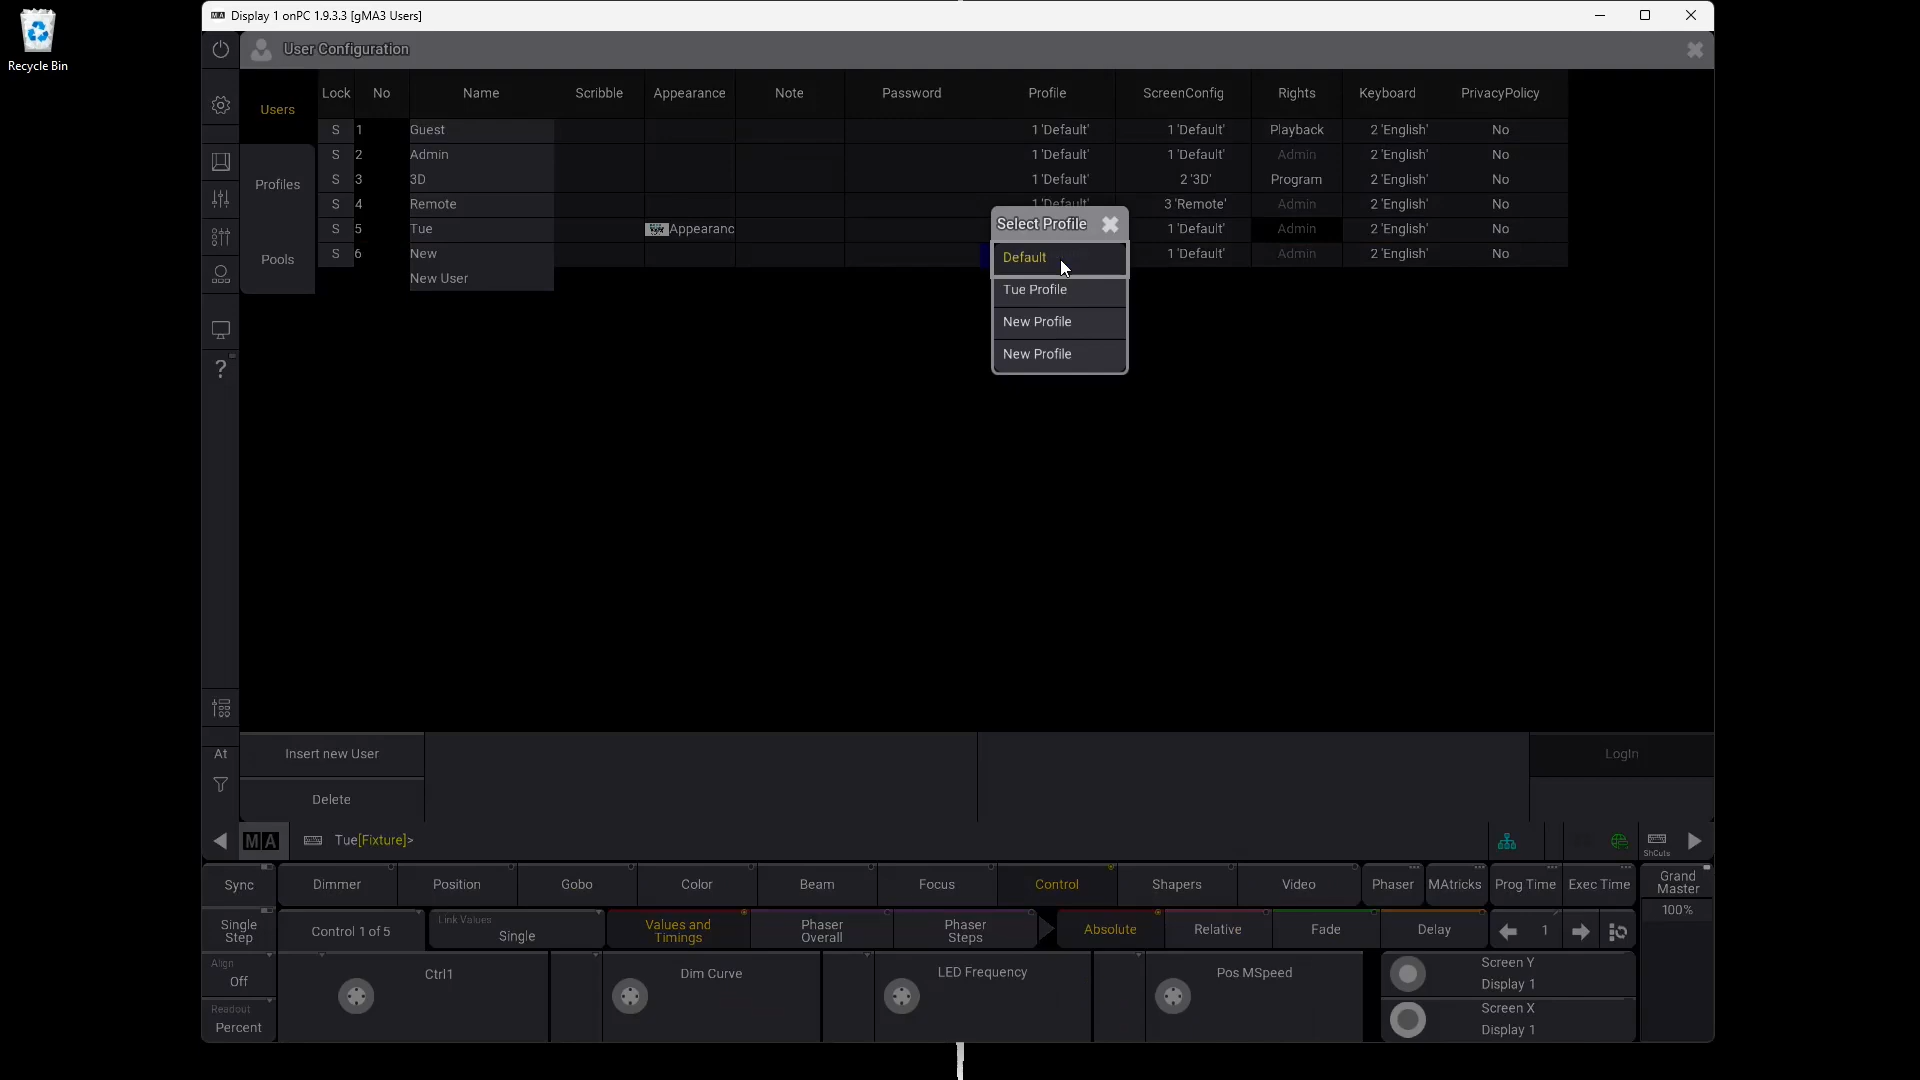 Recycle Bin
MA Display 1 onPC 1.9.3.3 [gMA3 Users]
User Configuration
Users
Profiles
Pools
Lock No Name Scribble Appearance Note Password Profile ScreenConfig Rights Keyboard PrivacyPolicy
S 1 Guest 1 'Default' 1 'Default' Playback 2 'English' No
S 2 Admin 1 'Default' 1 'Default' Admin 2 'English' No
S 3 3D 1 'Default' 2 '3D' Program 2 'English' No
S 4 Remote 1 'Default' 3 'Remote' Admin 2 'English' No
S 5 Tue Appearanc 1 'Default' Admin 2 'English' No
S 6 New 1 'Default' 2 'English' No
New User
Select Profile
Default
Tue Profile
New Profile
New Profile
?
At
Insert new User
Delete
LogIn
MA Tue[Fixture]>
ShCuts
Sync Dimmer Position Gobo Color Beam Focus Control Shapers Video Phaser MAtricks Prog Time Exec Time Grand Master
100%
Single Step
Control 1 of 5
Link Values
Single
Values and Timings
Phaser Overall
Phaser Steps
Absolute Relative Fade Delay 1
Align
Off
Readout
Percent
Ctrl1
Dim Curve
LED Frequency
Pos MSpeed
Screen Y
Display 1
Screen X
Display 1